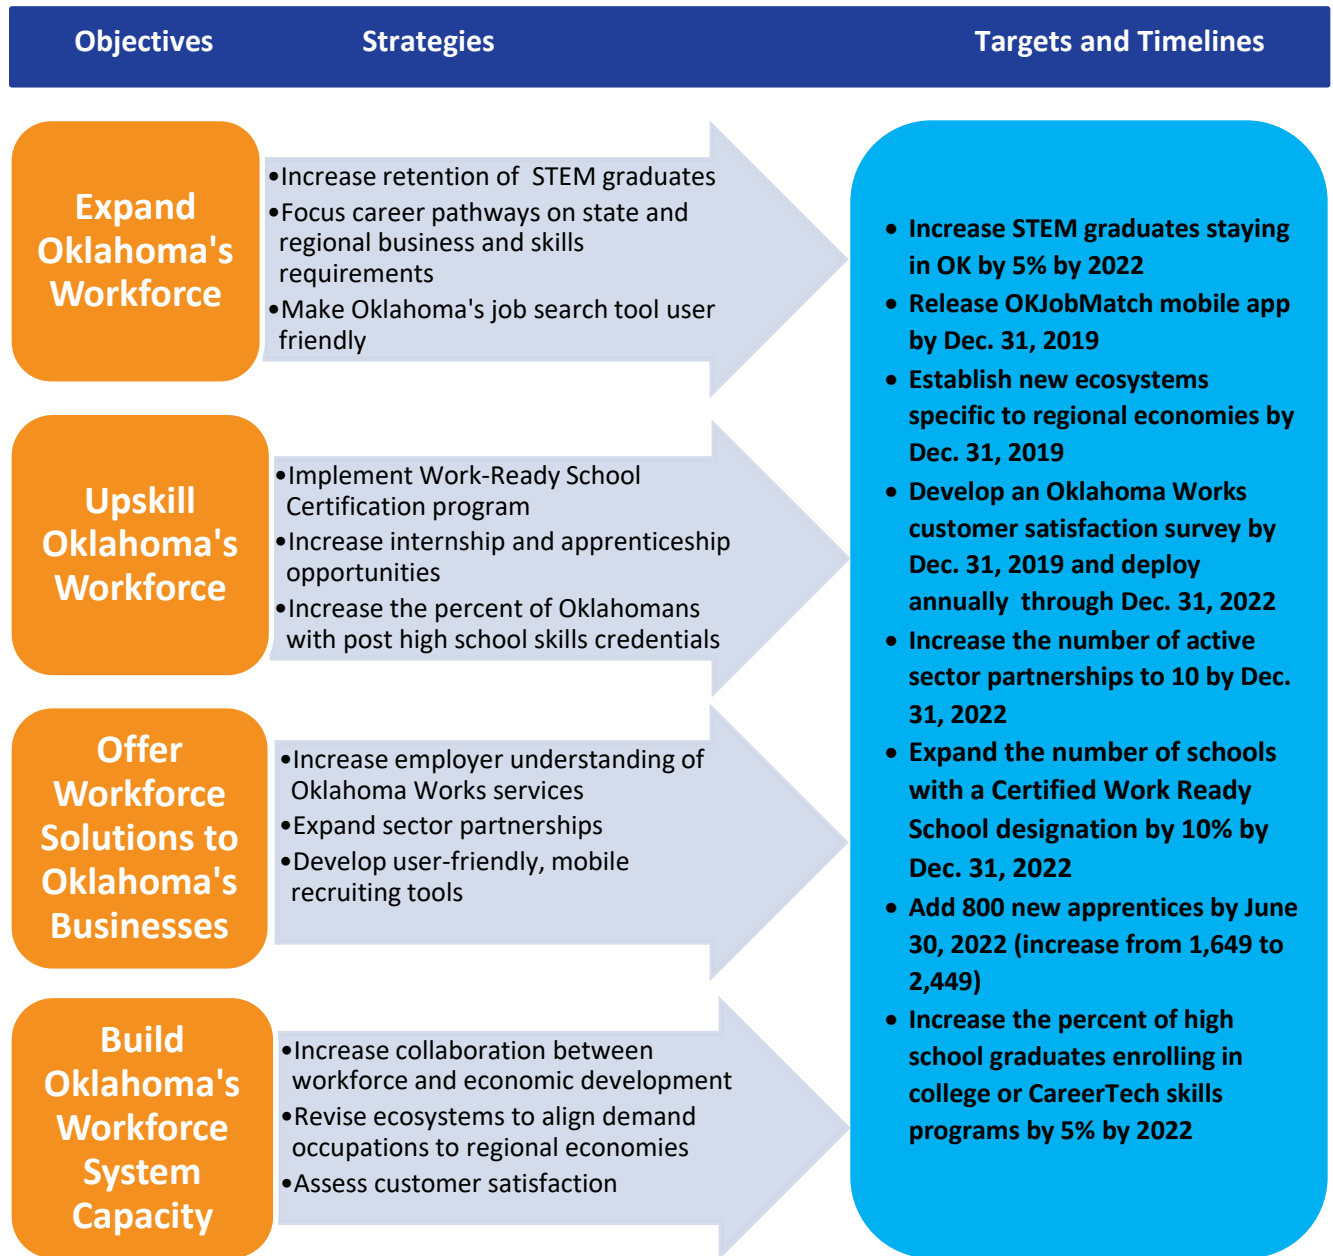 Objectives
Strategies
Targets and Timelines
Expand
Oklahoma's
Workforce
•Increase retention of  STEM graduates
•Focus career pathways on state and
regional business and skills
requirements
•Make Oklahoma's job search tool user
friendly
Upskill
Oklahoma's
Workforce
•Implement Work-Ready School
Certification program
•Increase internship and apprenticeship
opportunities
•Increase the percent of Oklahomans
with post high school skills credentials
Offer
Workforce
Solutions to
Oklahoma's
Businesses
•Increase employer understanding of
Oklahoma Works services
•Expand sector partnerships
•Develop user-friendly, mobile
recruiting tools
Build
Oklahoma's
Workforce
System
Capacity
•Increase collaboration between
workforce and economic development
•Revise ecosystems to align demand
occupations to regional economies
•Assess customer satisfaction
• Increase STEM graduates staying
in OK by 5% by 2022
• Release OKJobMatch mobile app
by Dec. 31, 2019
• Establish new ecosystems
specific to regional economies by
Dec. 31, 2019
• Develop an Oklahoma Works
customer satisfaction survey by
Dec. 31, 2019 and deploy
annually  through Dec. 31, 2022
• Increase the number of active
sector partnerships to 10 by Dec.
31, 2022
• Expand the number of schools
with a Certified Work Ready
School designation by 10% by
Dec. 31, 2022
• Add 800 new apprentices by June
30, 2022 (increase from 1,649 to
2,449)
• Increase the percent of high
school graduates enrolling in
college or CareerTech skills
programs by 5% by 2022